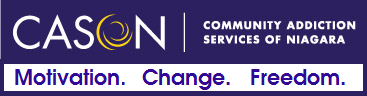 CASON
COMMUNITY ADDICTION
SERVICES OF NIAGARA
Motivation. Change. Freedom.